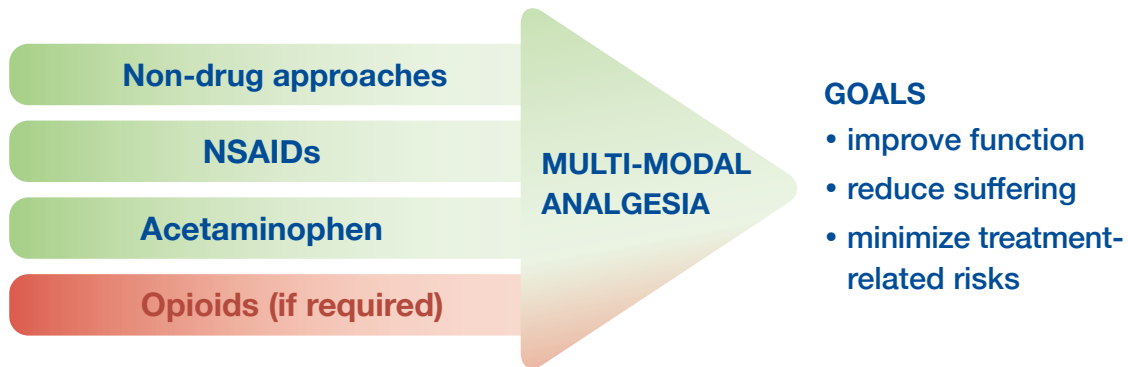 Non-drug approaches
NSAIDs
Acetaminophen
Opioids (if required)
MULTI-MODAL
ANALGESIA
GOALS
• improve function
• reduce suffering
• minimize treatment-
related risks